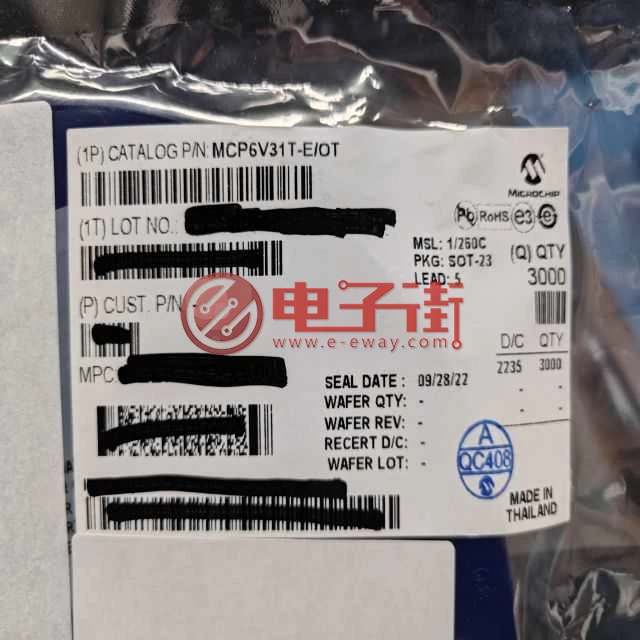 (1P) CATALOG P/N: MCP6V31T-E/OT
MICROCHIP
(1T) LOT NO.:
Pb RoHS e3 e
MSL: 1/260C
PKG: SOT-23
LEAD: 5
(Q) QTY
3000
(P) CUST. P/N
电子街
www.e-eway.com
MPC:
D/C QTY
2235 3000
- -
- -
SEAL DATE : 09/28/22
WAFER QTY: -
WAFER REV: -
RECERT D/C: -
WAFER LOT: -
A
QC408
MADE IN
THAILAND